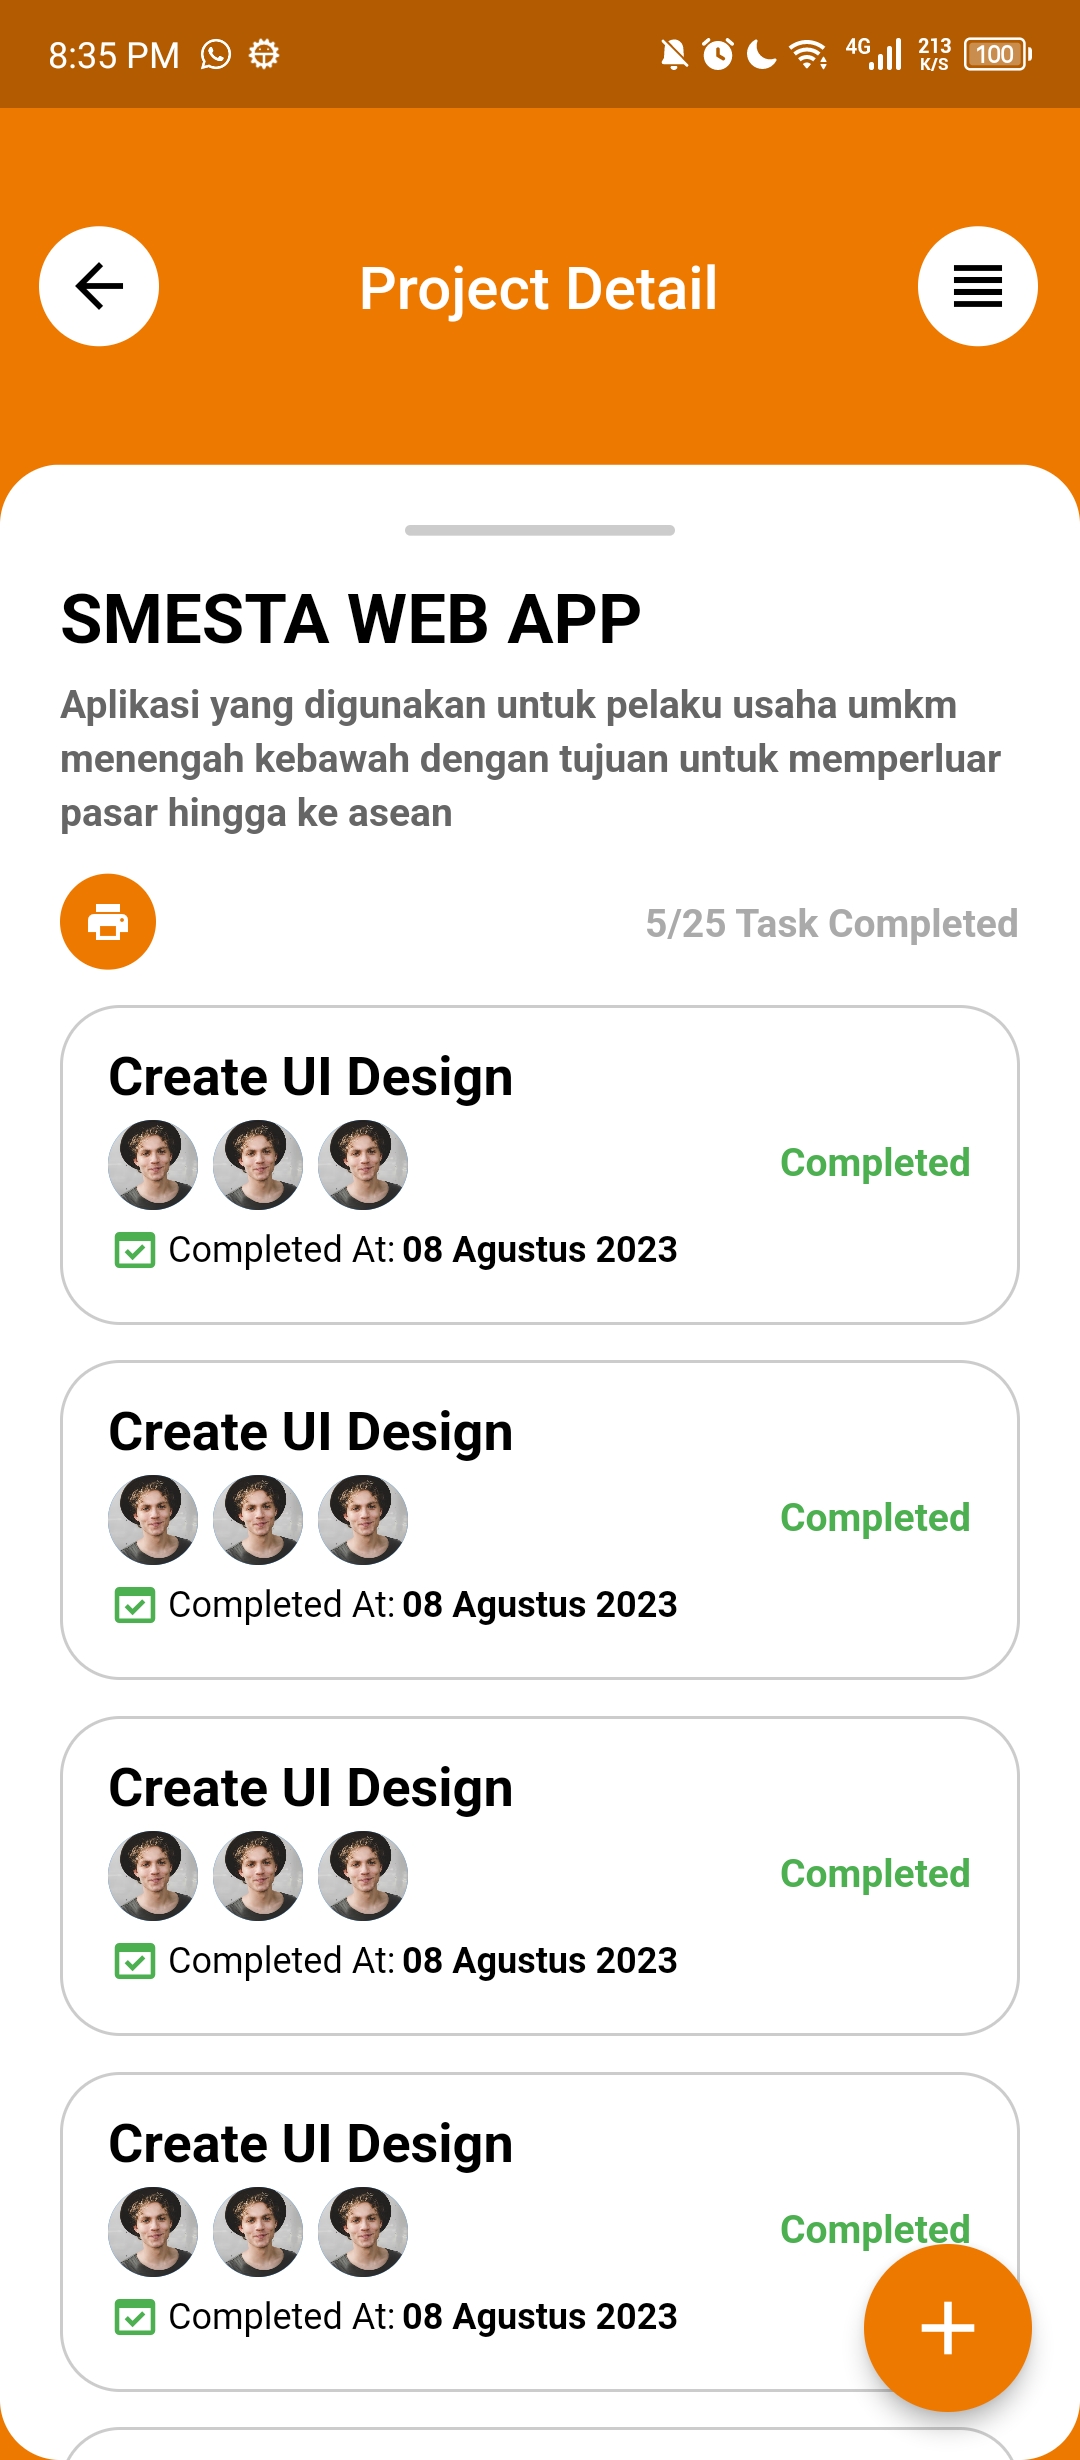 8:35 PM
4G 213 K/S 100
Project Detail
SMESTA WEB APP
Aplikasi yang digunakan untuk pelaku usaha umkm
menengah kebawah dengan tujuan untuk memperluar
pasar hingga ke asean
5/25 Task Completed
Create UI Design
Completed
Completed At: 08 Agustus 2023
Create UI Design
Completed
Completed At: 08 Agustus 2023
Create UI Design
Completed
Completed At: 08 Agustus 2023
Create UI Design
Completed
Completed At: 08 Agustus 2023